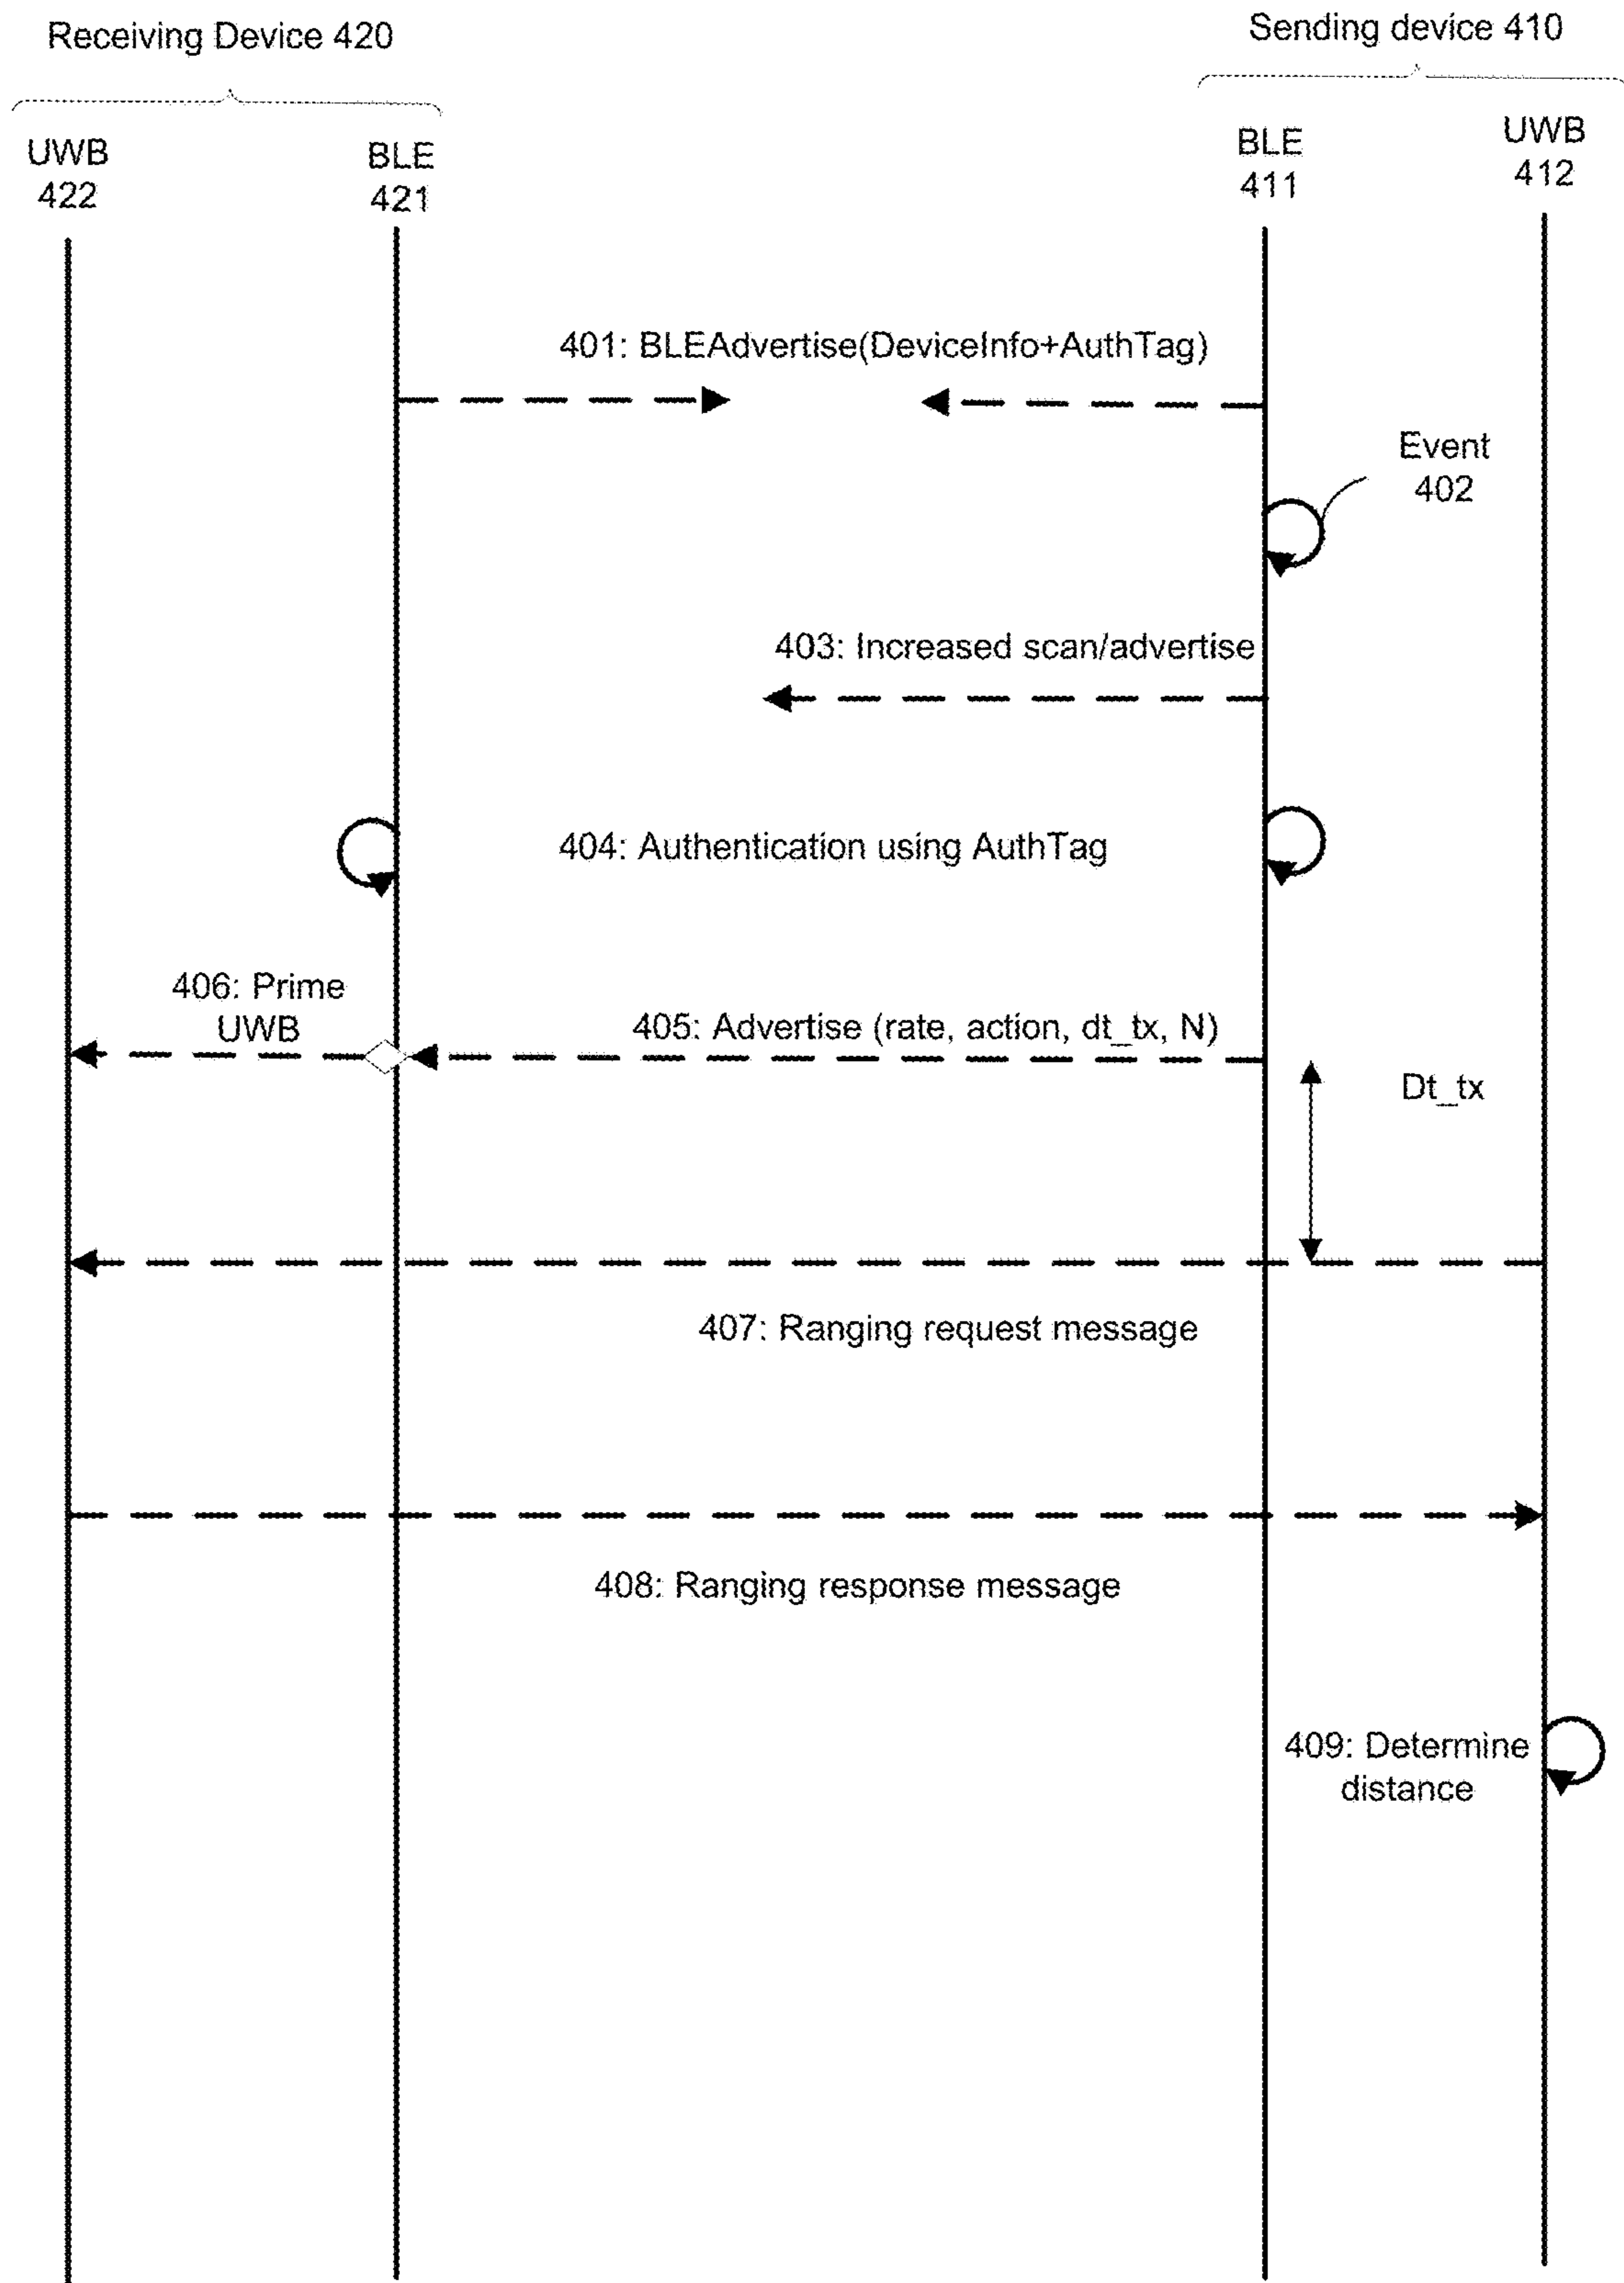 Receiving Device 420
Sending device 410
UWB
422
BLE
421
BLE
411
UWB
412
401: BLEAdvertise(DeviceInfo+AuthTag)
Event
402
403: Increased scan/advertise
404: Authentication using AuthTag
406: Prime
UWB
405: Advertise (rate, action, dt_tx, N)
Dt_tx
407: Ranging request message
408: Ranging response message
409: Determine
distance